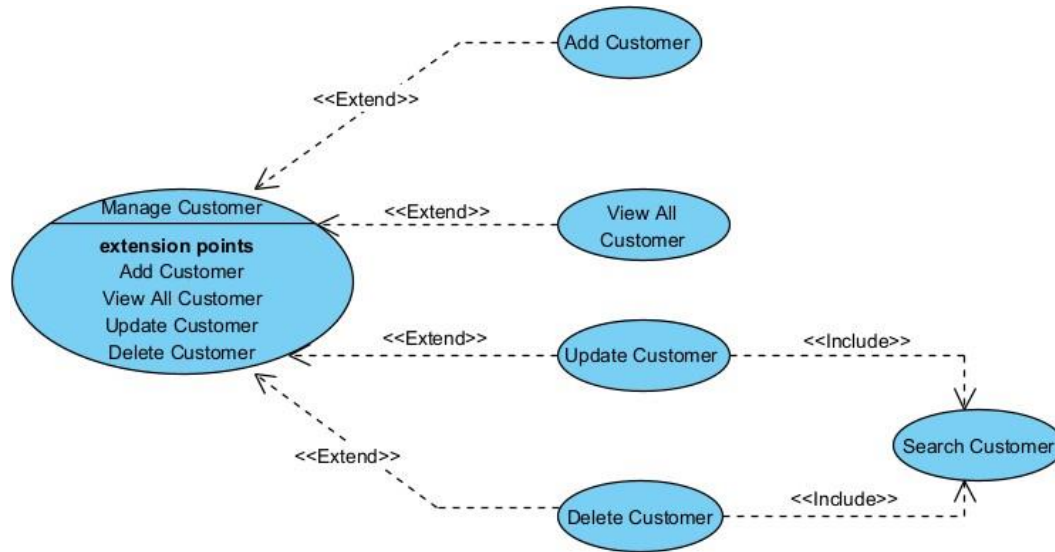 Add Customer
<<Extend>>
Manage Customer
extension points
Add Customer
View All Customer
Update Customer
Delete Customer
<<Extend>>
View All
Customer
<<Extend>>
Update Customer
<<Include>>
Search Customer
<<Extend>>
Delete Customer
<<Include>>